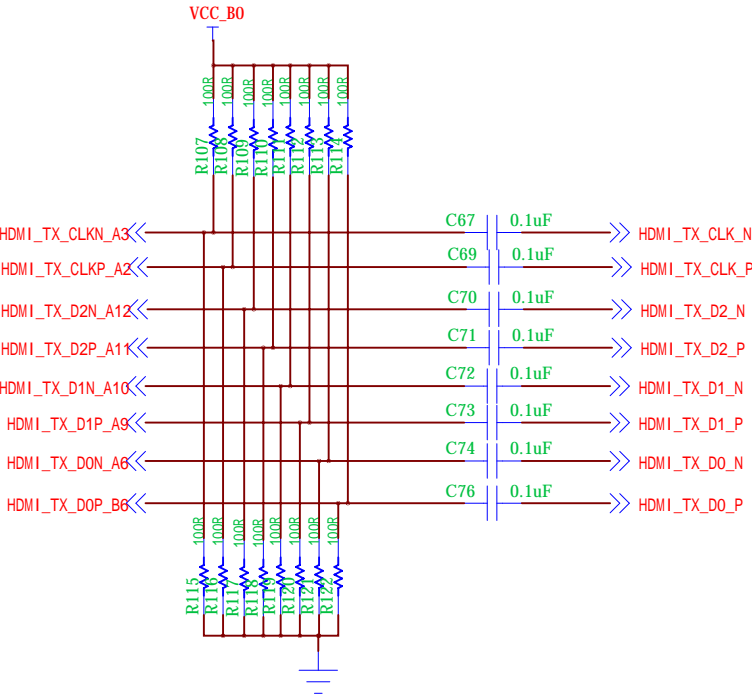 VCC_B0
100R 100R 100R 100R 100R 100R 100R 100R
R107 R108 R109 R110 R111 R112 R113 R114
HDMI_TX_CLKN_A3 C67 0.1uF HDMI_TX_CLK_N
HDMI_TX_CLKP_A2 C69 0.1uF HDMI_TX_CLK_P
HDMI_TX_D2N_A12 C70 0.1uF HDMI_TX_D2_N
HDMI_TX_D2P_A11 C71 0.1uF HDMI_TX_D2_P
HDMI_TX_D1N_A10 C72 0.1uF HDMI_TX_D1_N
HDMI_TX_D1P_A9 C73 0.1uF HDMI_TX_D1_P
HDMI_TX_D0N_A6 C74 0.1uF HDMI_TX_D0_N
HDMI_TX_D0P_B6 C76 0.1uF HDMI_TX_D0_P
100R 100R 100R 100R 100R 100R 100R 100R
R115 R116 R117 R118 R119 R120 R121 R122